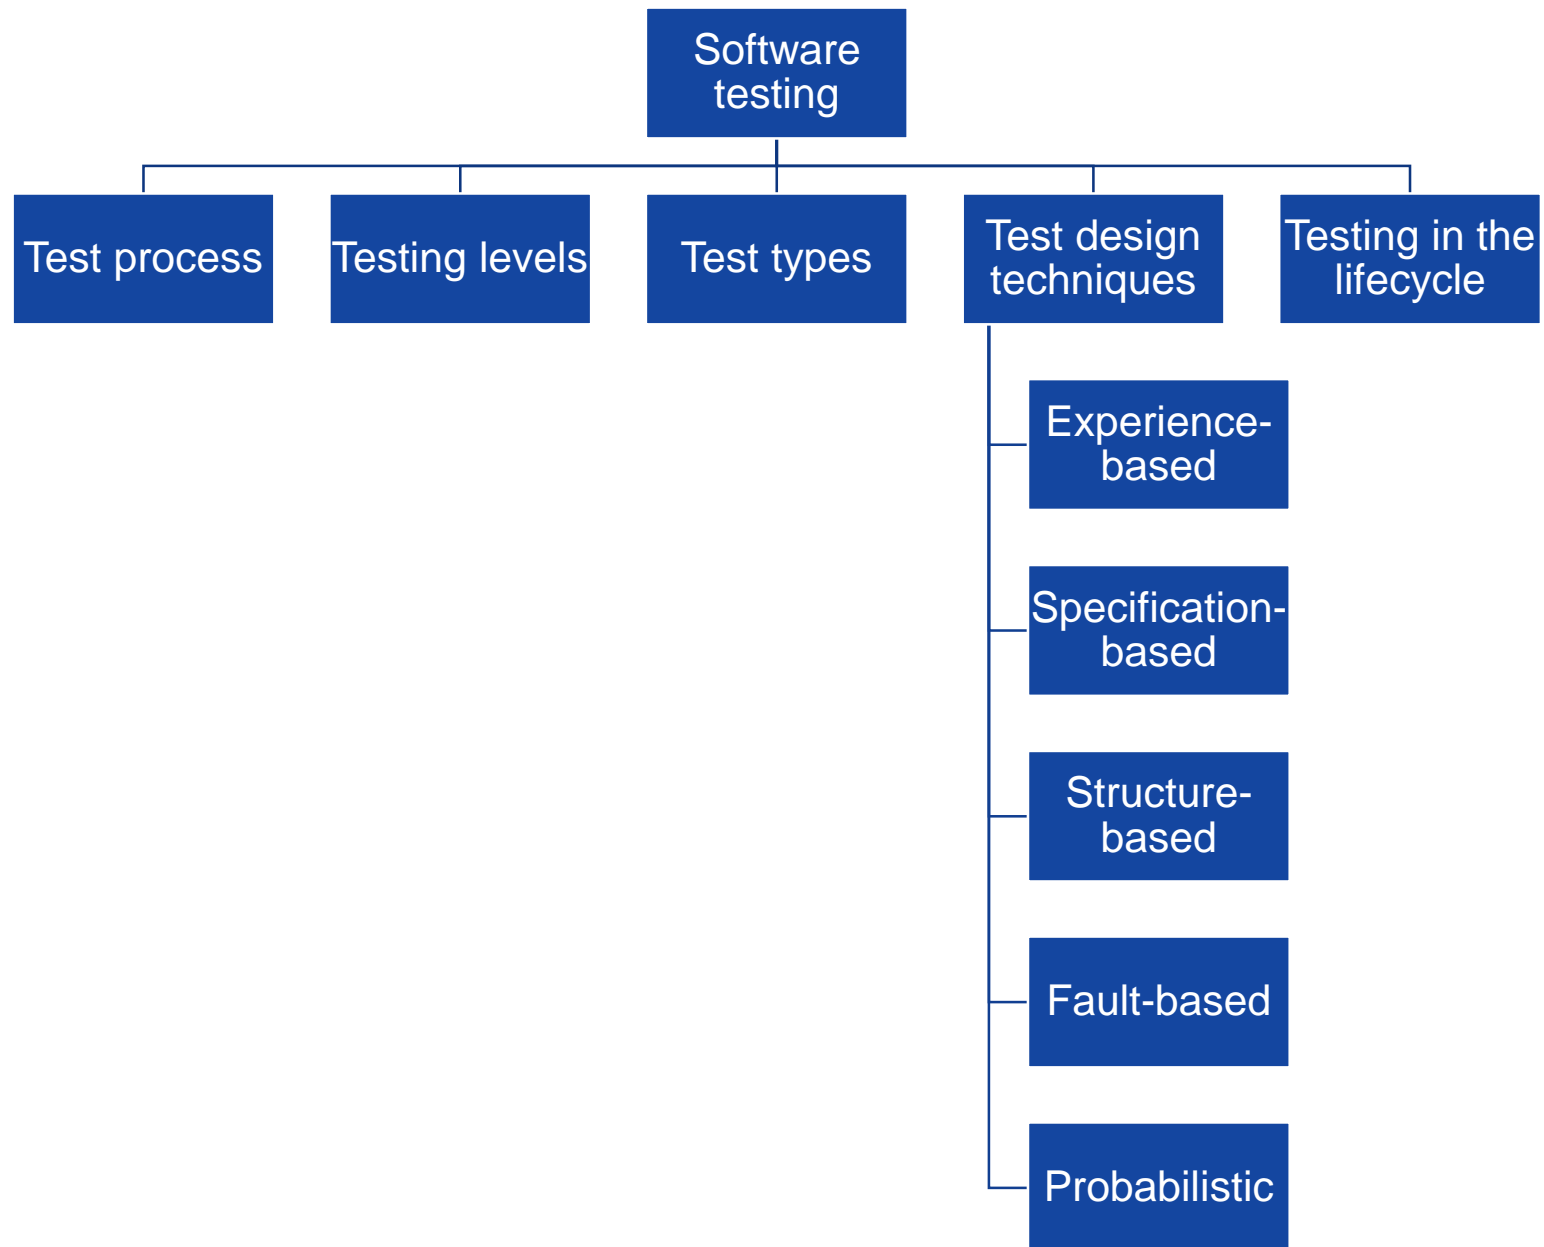 Software
testing
Test process
Testing levels
Test types
Test design
techniques
Testing in the
lifecycle
Experience-
based
Specification-
based
Structure-
based
Fault-based
Probabilistic